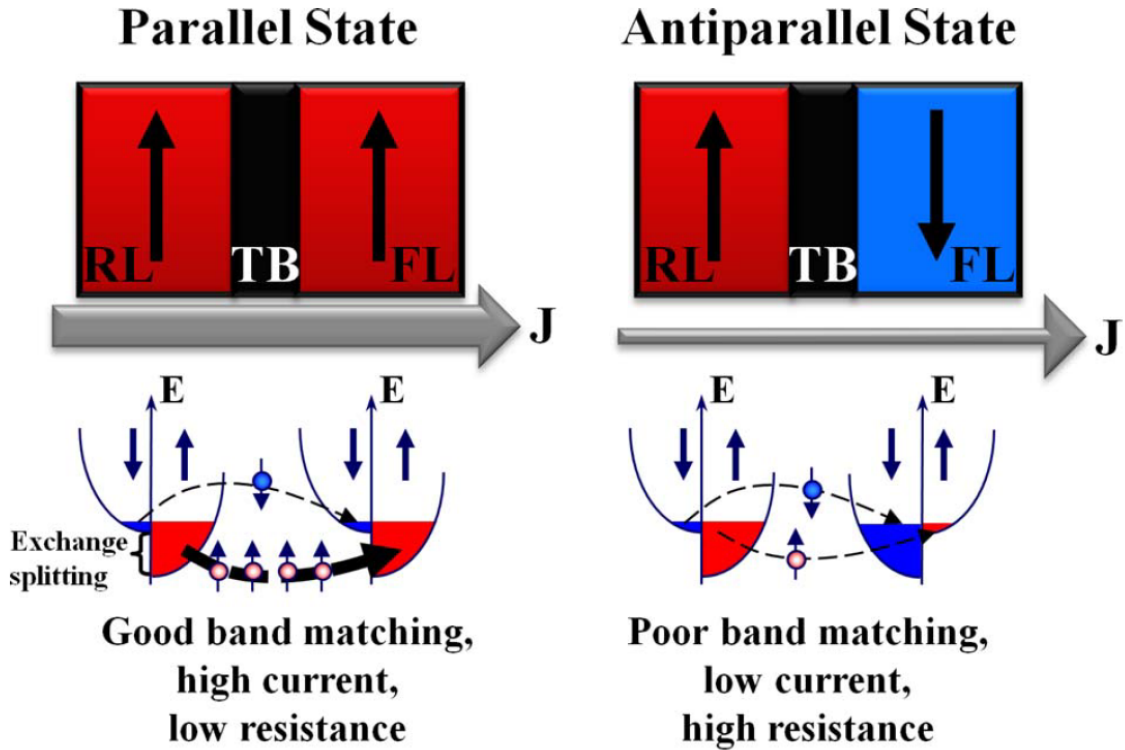 Parallel State
RL
TB
FL
J
E
E
Exchange
splitting
Good band matching,
high current,
low resistance
Antiparallel State
RL
TB
FL
J
E
E
Poor band matching,
low current,
high resistance